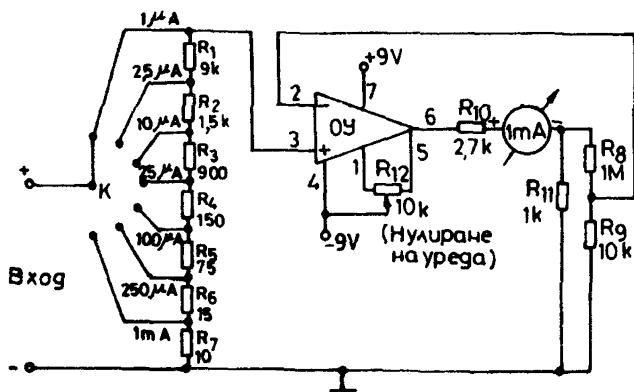 1μA
R1
9k
2,5μA
R2
1,5k
10μA
R3
900
25μA
R4
150
100μA
R5
75
250μA
R6
15
1mA
R7
10
+
K
Вход
-
+9V
7
2
-
ОУ
3
+
6
5
4
1
R12
10k
-9V
(Нулиране
на уреда)
R10
2,7k
+
1mA
-
R8
1M
R11
1k
R9
10k